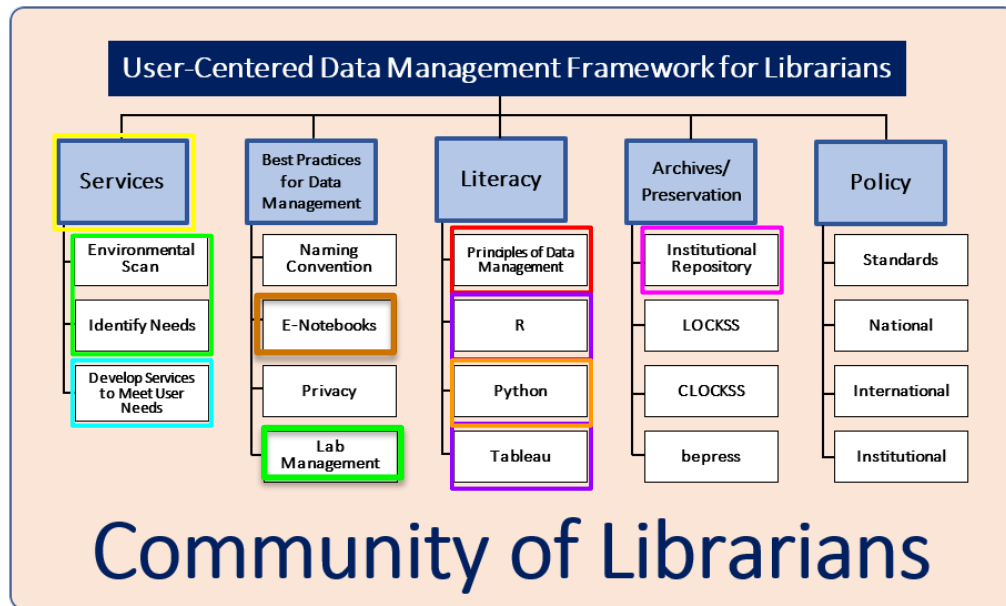 User-Centered Data Management Framework for Librarians
Services
Environmental
Scan
Identify Needs
Develop Services
to Meet User
Needs
Best Practices
for Data
Management
Naming
Convention
E-Notebooks
Privacy
Lab
Management
Literacy
Principles of Data
Management
R
Python
Tableau
Archives/
Preservation
Institutional
Repository
LOCKSS
CLOCKSS
bepress
Policy
Standards
National
International
Institutional
Community of Librarians